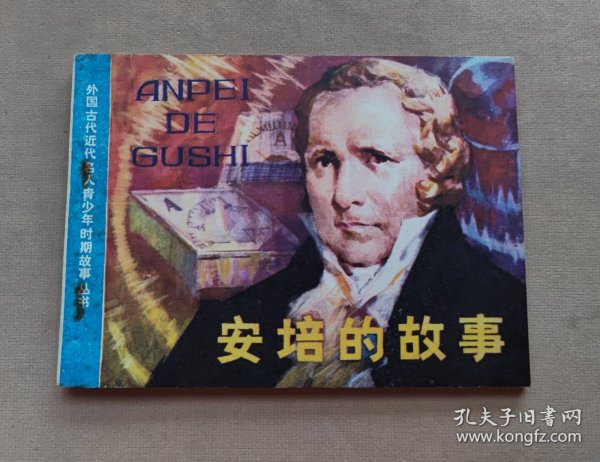 外国古代近代名人青少年时期故事丛书
ANPEI
DE
GUSHI
A
A
安培的故事
孔夫子旧书网
www.kongfz.com